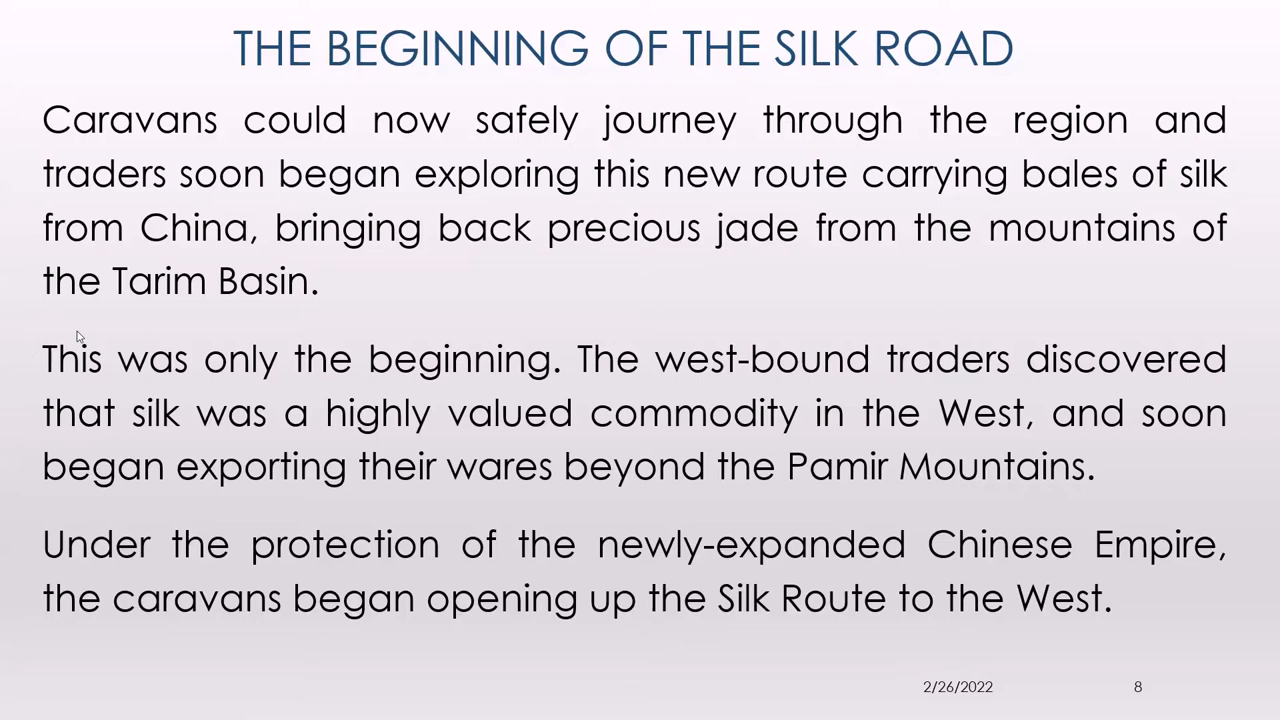 THE BEGINNING OF THE SILK ROAD
Caravans could now safely journey through the region and
traders soon began exploring this new route carrying bales of silk
from China, bringing back precious jade from the mountains of
the Tarim Basin.
This was only the beginning. The west-bound traders discovered
that silk was a highly valued commodity in the West, and soon
began exporting their wares beyond the Pamir Mountains.
Under the protection of the newly-expanded Chinese Empire,
the caravans began opening up the Silk Route to the West.
2/26/2022 8